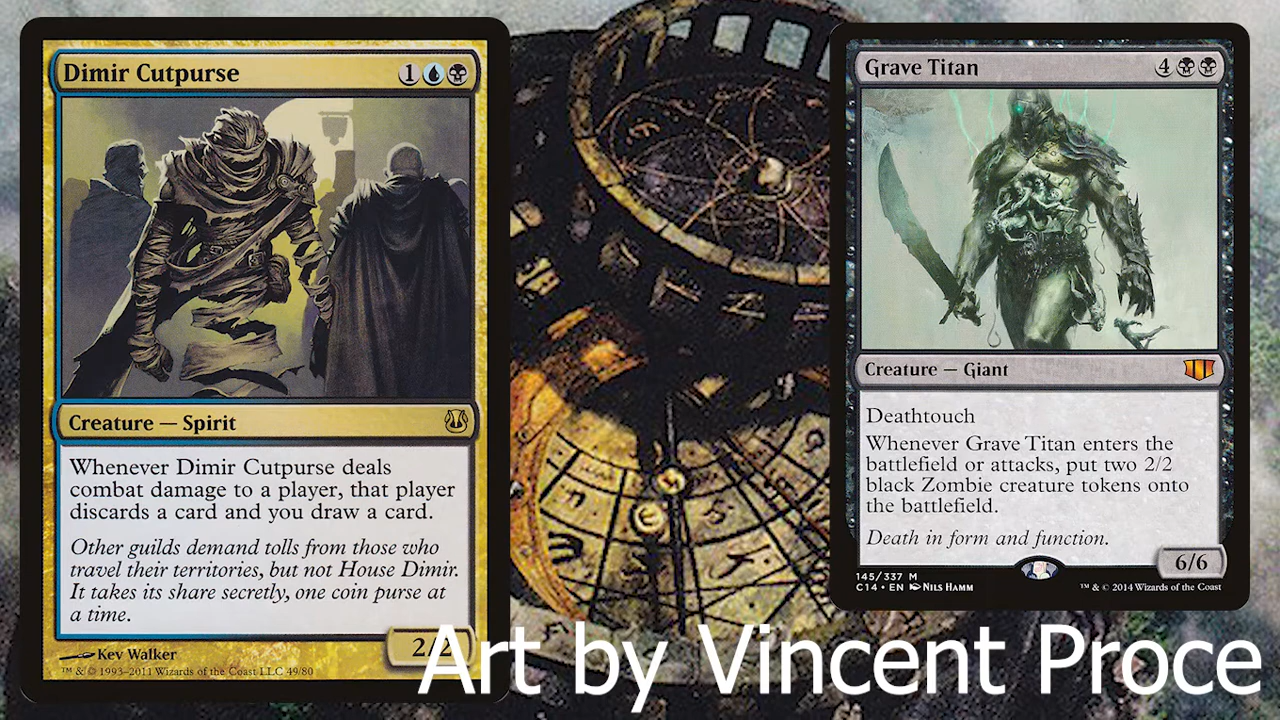 Dimir Cutpurse
1
Creature — Spirit
Whenever Dimir Cutpurse deals
combat damage to a player, that player
discards a card and you draw a card.
Other guilds demand tolls from those who
travel their territories, but not House Dimir.
It takes its share secretly, one coin purse at
a time.
2/2
Kev Walker
™ & © 1993–2011 Wizards of the Coast LLC 49/80
Grave Titan
4
Creature — Giant
Deathtouch
Whenever Grave Titan enters the
battlefield or attacks, put two 2/2
black Zombie creature tokens onto
the battlefield.
Death in form and function.
6/6
145/337 M
C14 • EN Nils Hamm
™ & © 2014 Wizards of the Coast
Art by Vincent Proce